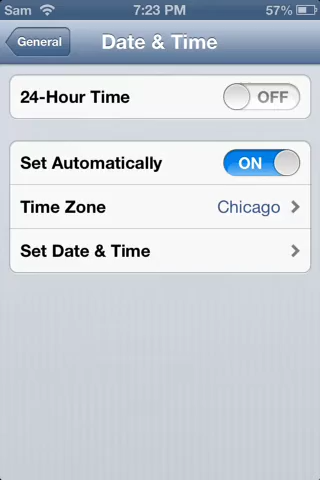 Sam 7:23 PM 57%
General Date & Time
24-Hour Time OFF
Set Automatically ON
Time Zone Chicago
Set Date & Time